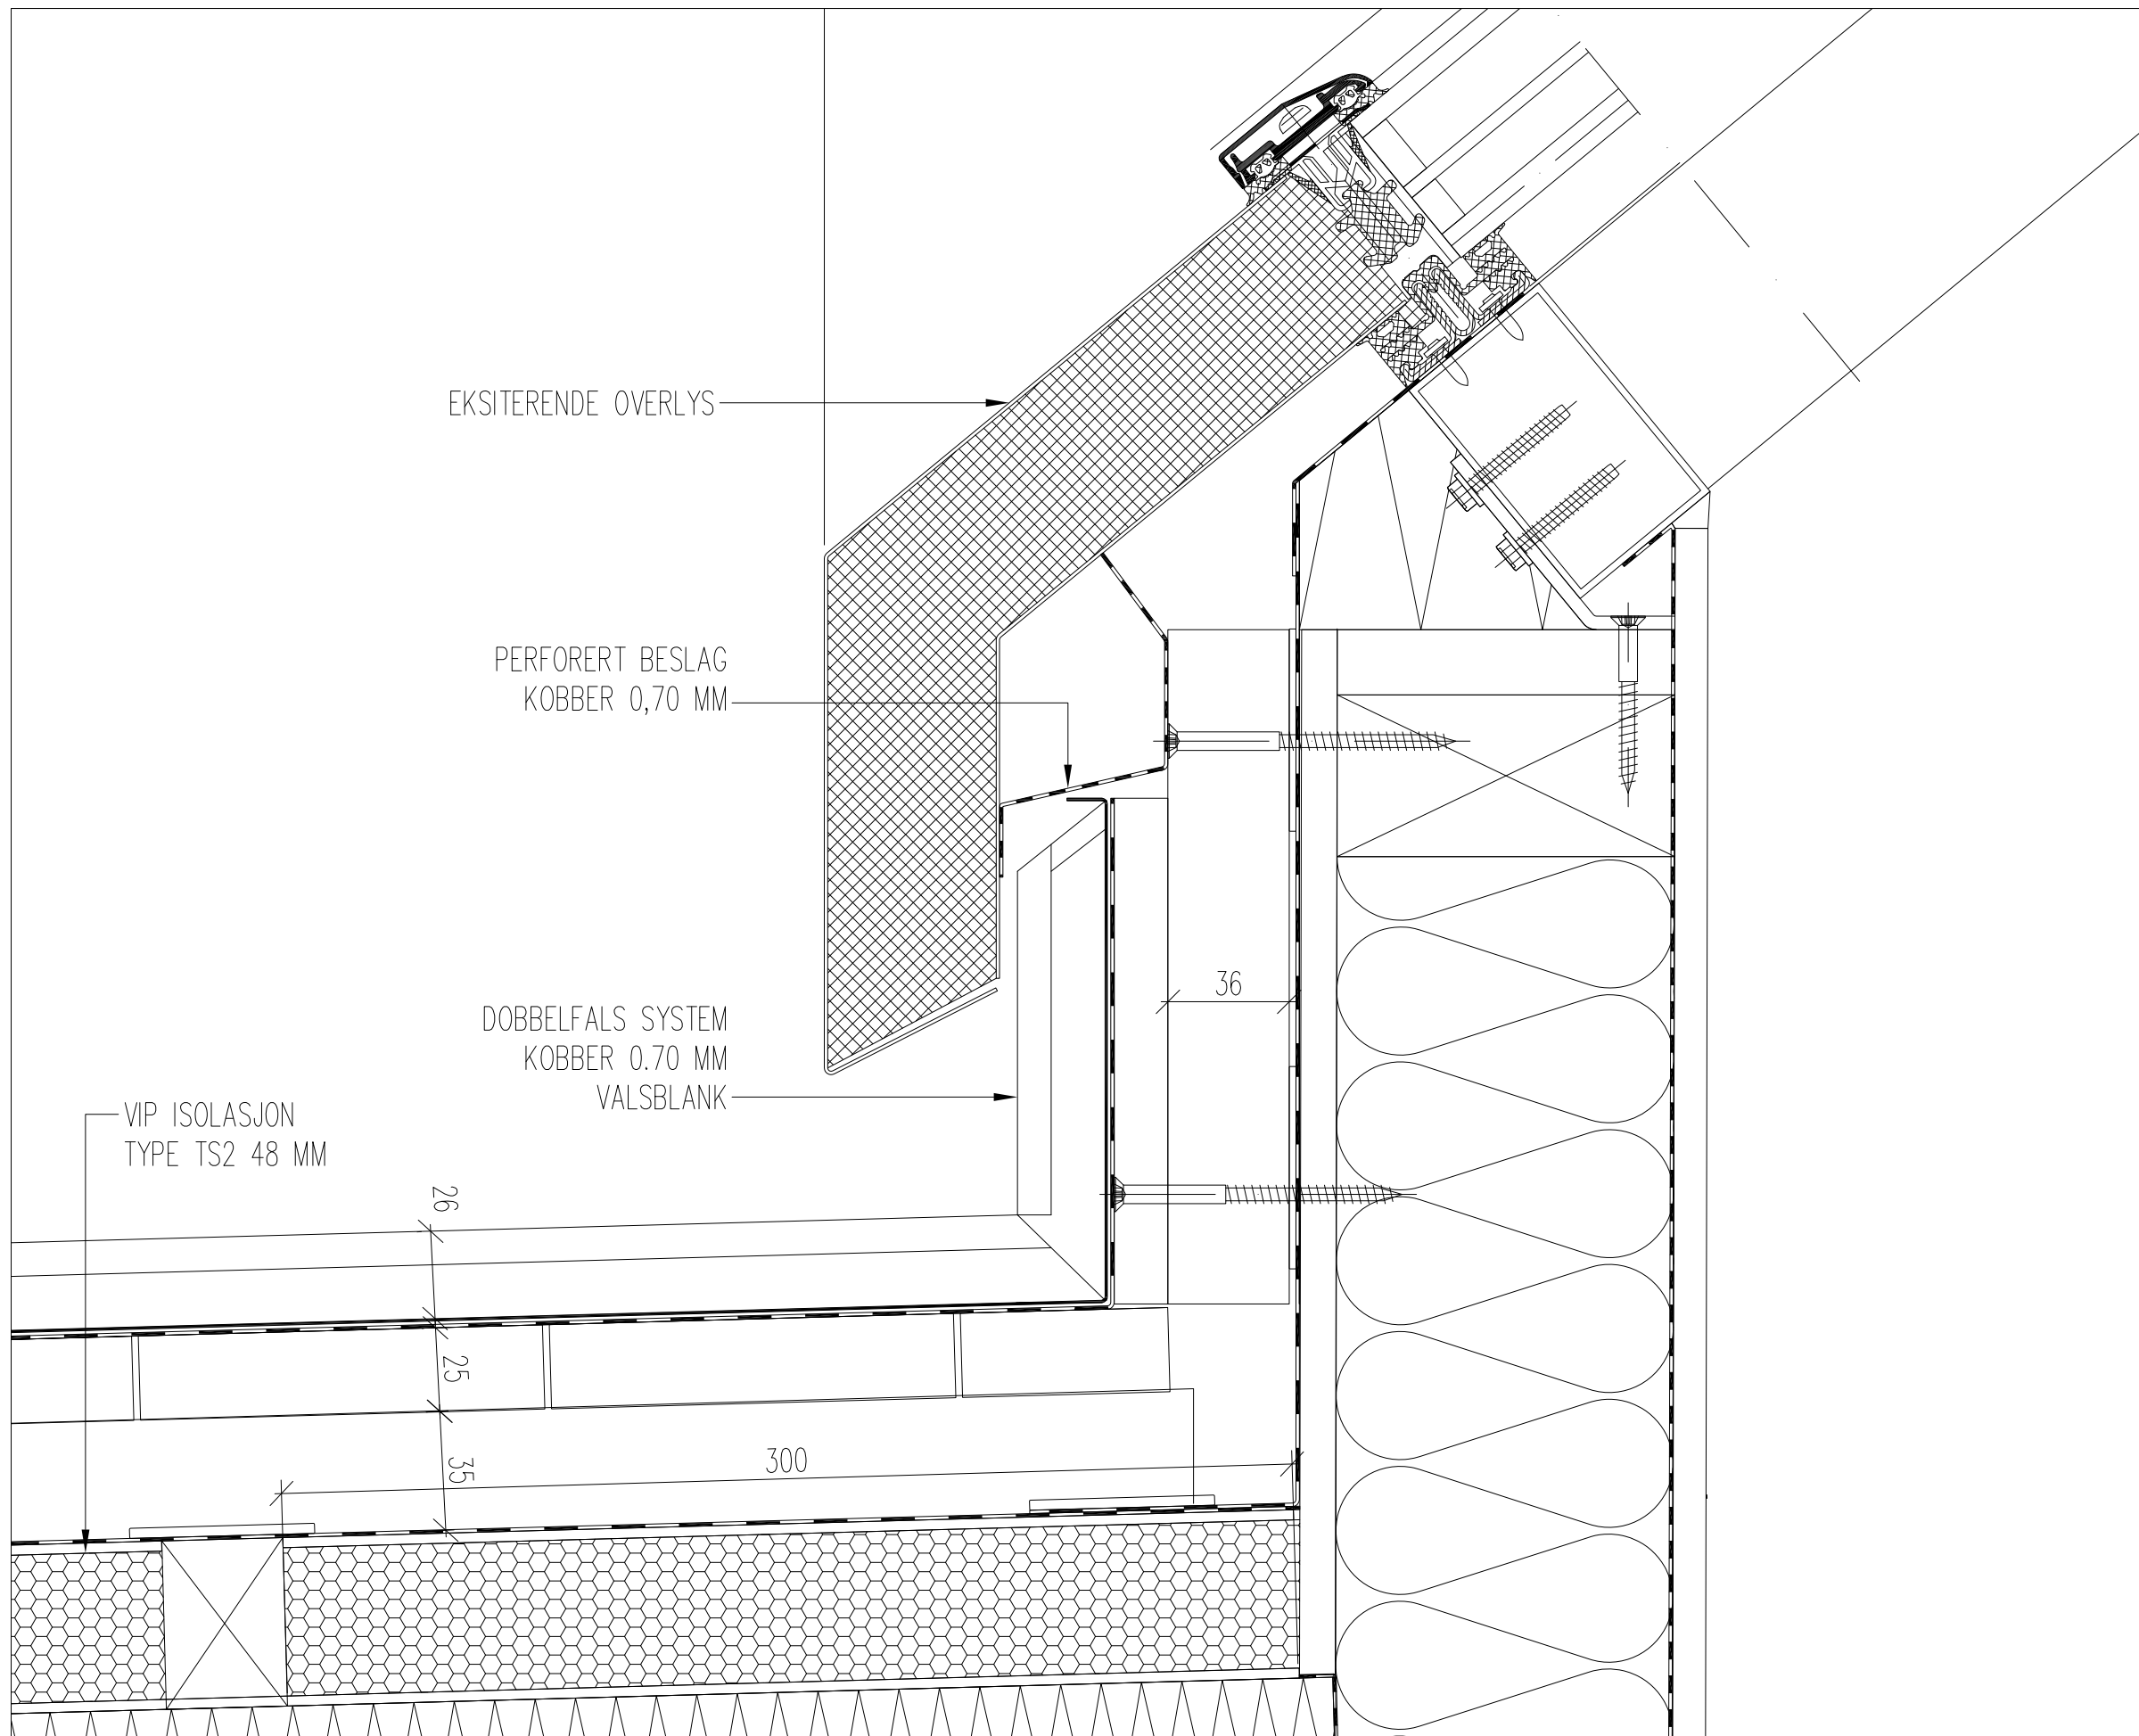 EKSITERENDE OVERLYS
PERFORERT BESLAG
KOBBER 0,70 MM
36
DOBBELFALS SYSTEM
KOBBER 0.70 MM
VALSBLANK
VIP ISOLASJON
TYPE TS2 48 MM
26
25
35
300